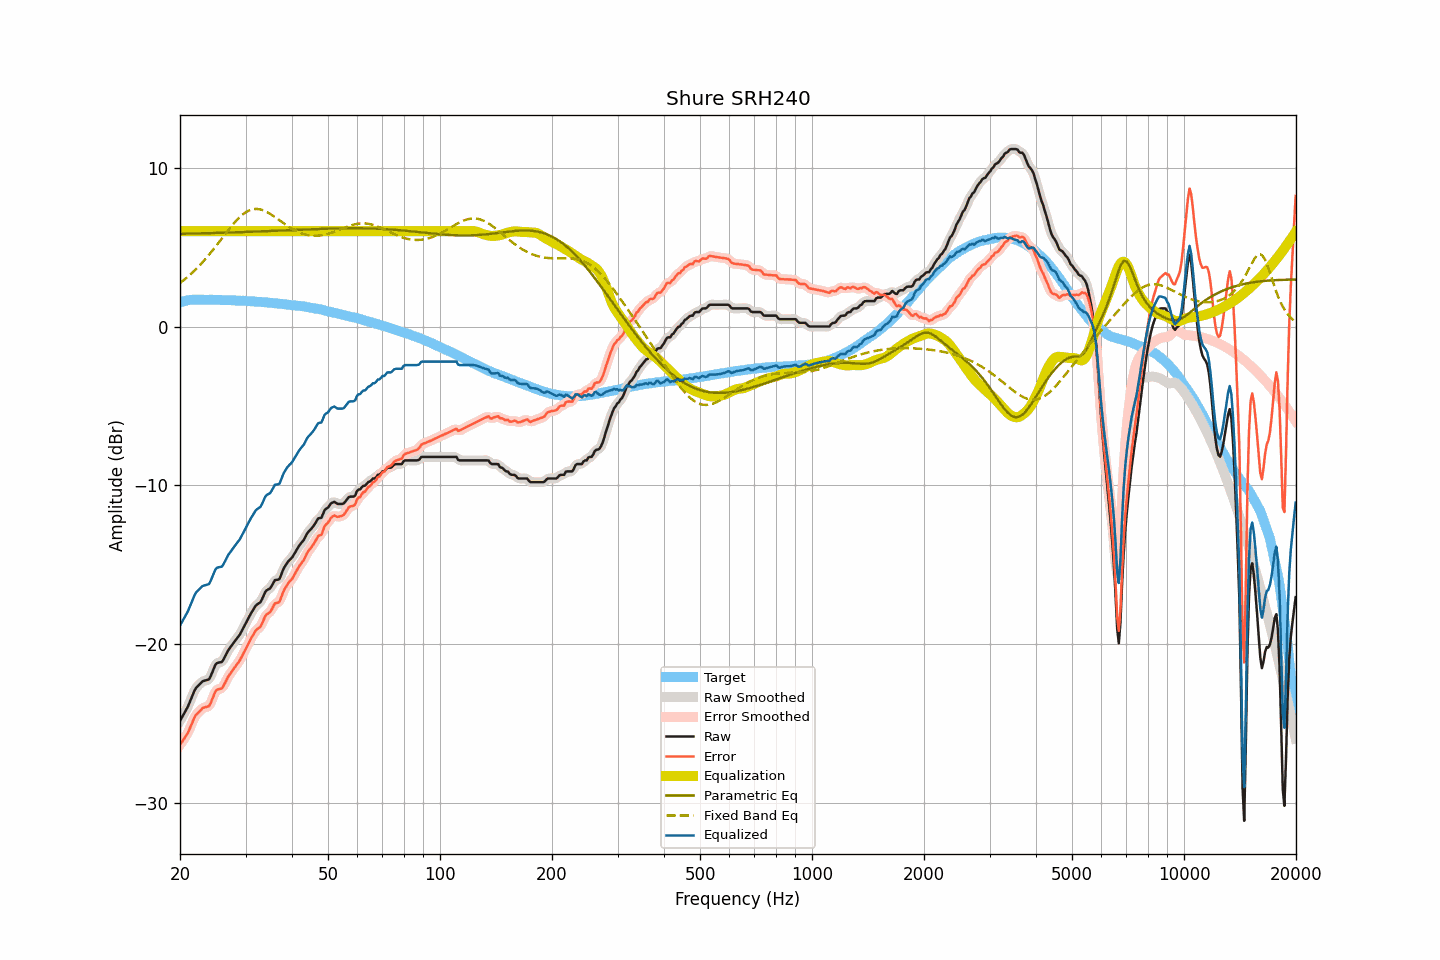 Shure SRH240
10
0
−10
−20
−30
Amplitude (dBr)
Target
Raw Smoothed
Error Smoothed
Raw
Error
Equalization
Parametric Eq
Fixed Band Eq
Equalized
20 50 100 200 500 1000 2000 5000 10000 20000
Frequency (Hz)